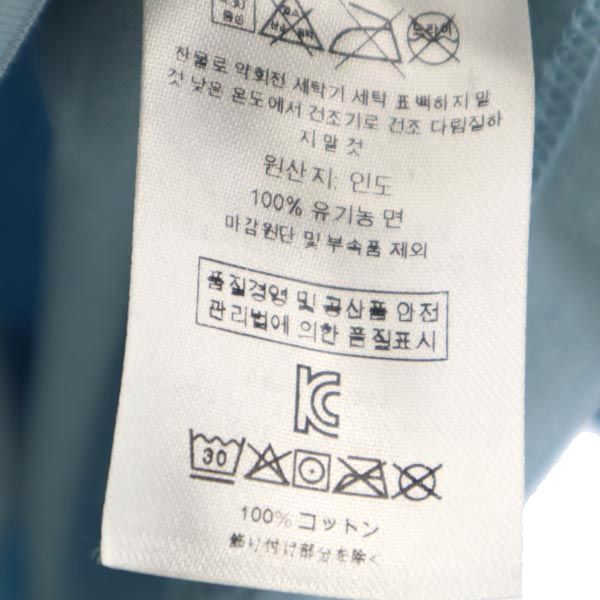 드라이
찬물로 약회전 세탁기 세탁 표백하지 말
것 낮은 온도에서 건조기로 건조 다림질하
지 말 것
원산지: 인도
100% 유기농 면
마감원단 및 부속품 제외
품질경영 및 공산품 안전
관리법에 의한 품질표시
KC
30
100% コットン
飾り付け部分を除く